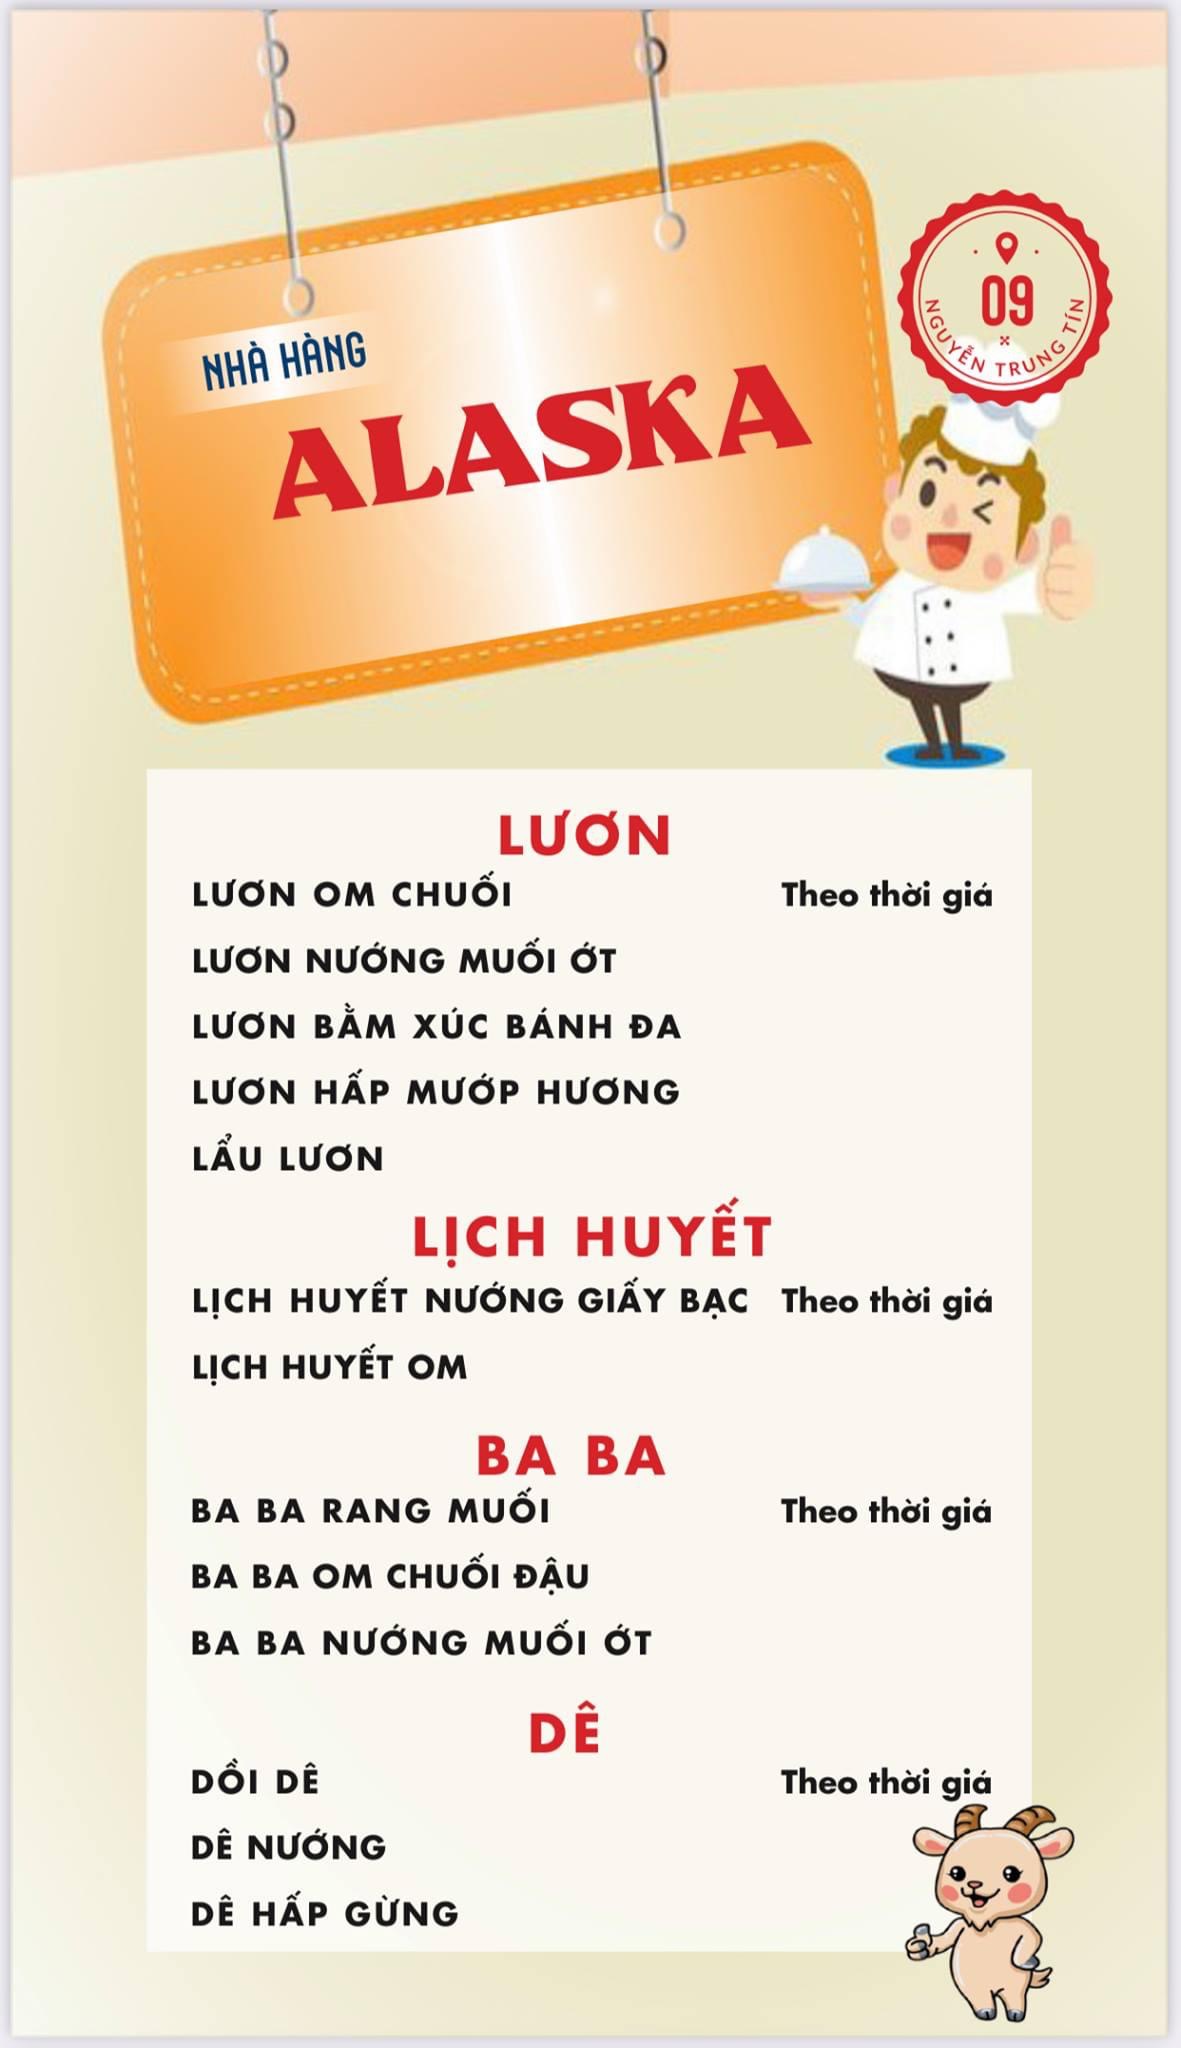 NHÀ HÀNG
ALASKA
09
NGUYỄN TRUNG TÍN
LƯƠN
LƯƠN OM CHUỐI Theo thời giá
LƯƠN NƯỚNG MUỐI ỚT
LƯƠN BẰM XÚC BÁNH ĐA
LƯƠN HẤP MƯỚP HƯƠNG
LẨU LƯƠN
LỊCH HUYẾT
LỊCH HUYẾT NƯỚNG GIẤY BẠC Theo thời giá
LỊCH HUYẾT OM
BA BA
BA BA RANG MUỐI Theo thời giá
BA BA OM CHUỐI ĐẬU
BA BA NƯỚNG MUỐI ỚT
DÊ
DỒI DÊ Theo thời giá
DÊ NƯỚNG
DÊ HẤP GỪNG